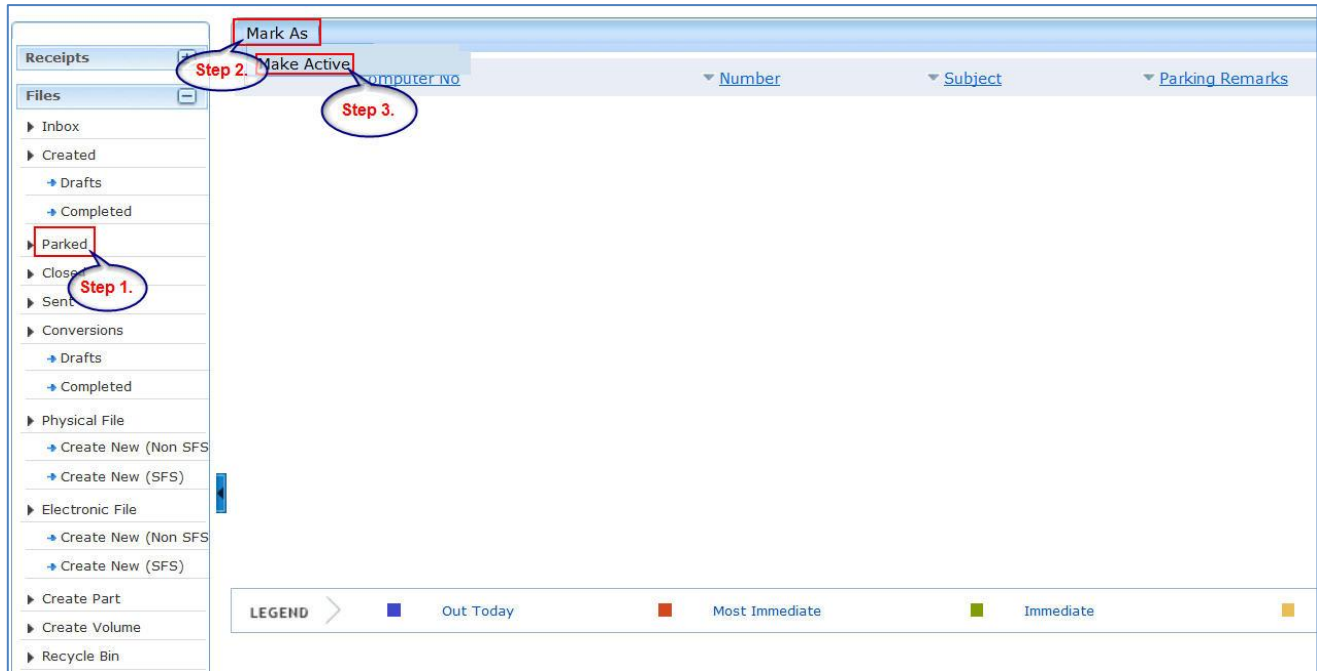 Mark As
Receipts
Step 2.
Make Active
Computer No
Number
Subject
Parking Remarks
Files
Step 3.
Inbox
Created
Drafts
Completed
Parked
Closed
Step 1.
Sent
Conversions
Drafts
Completed
Physical File
Create New (Non SFS
Create New (SFS)
Electronic File
Create New (Non SFS
Create New (SFS)
Create Part
Create Volume
Recycle Bin
LEGEND
Out Today
Most Immediate
Immediate